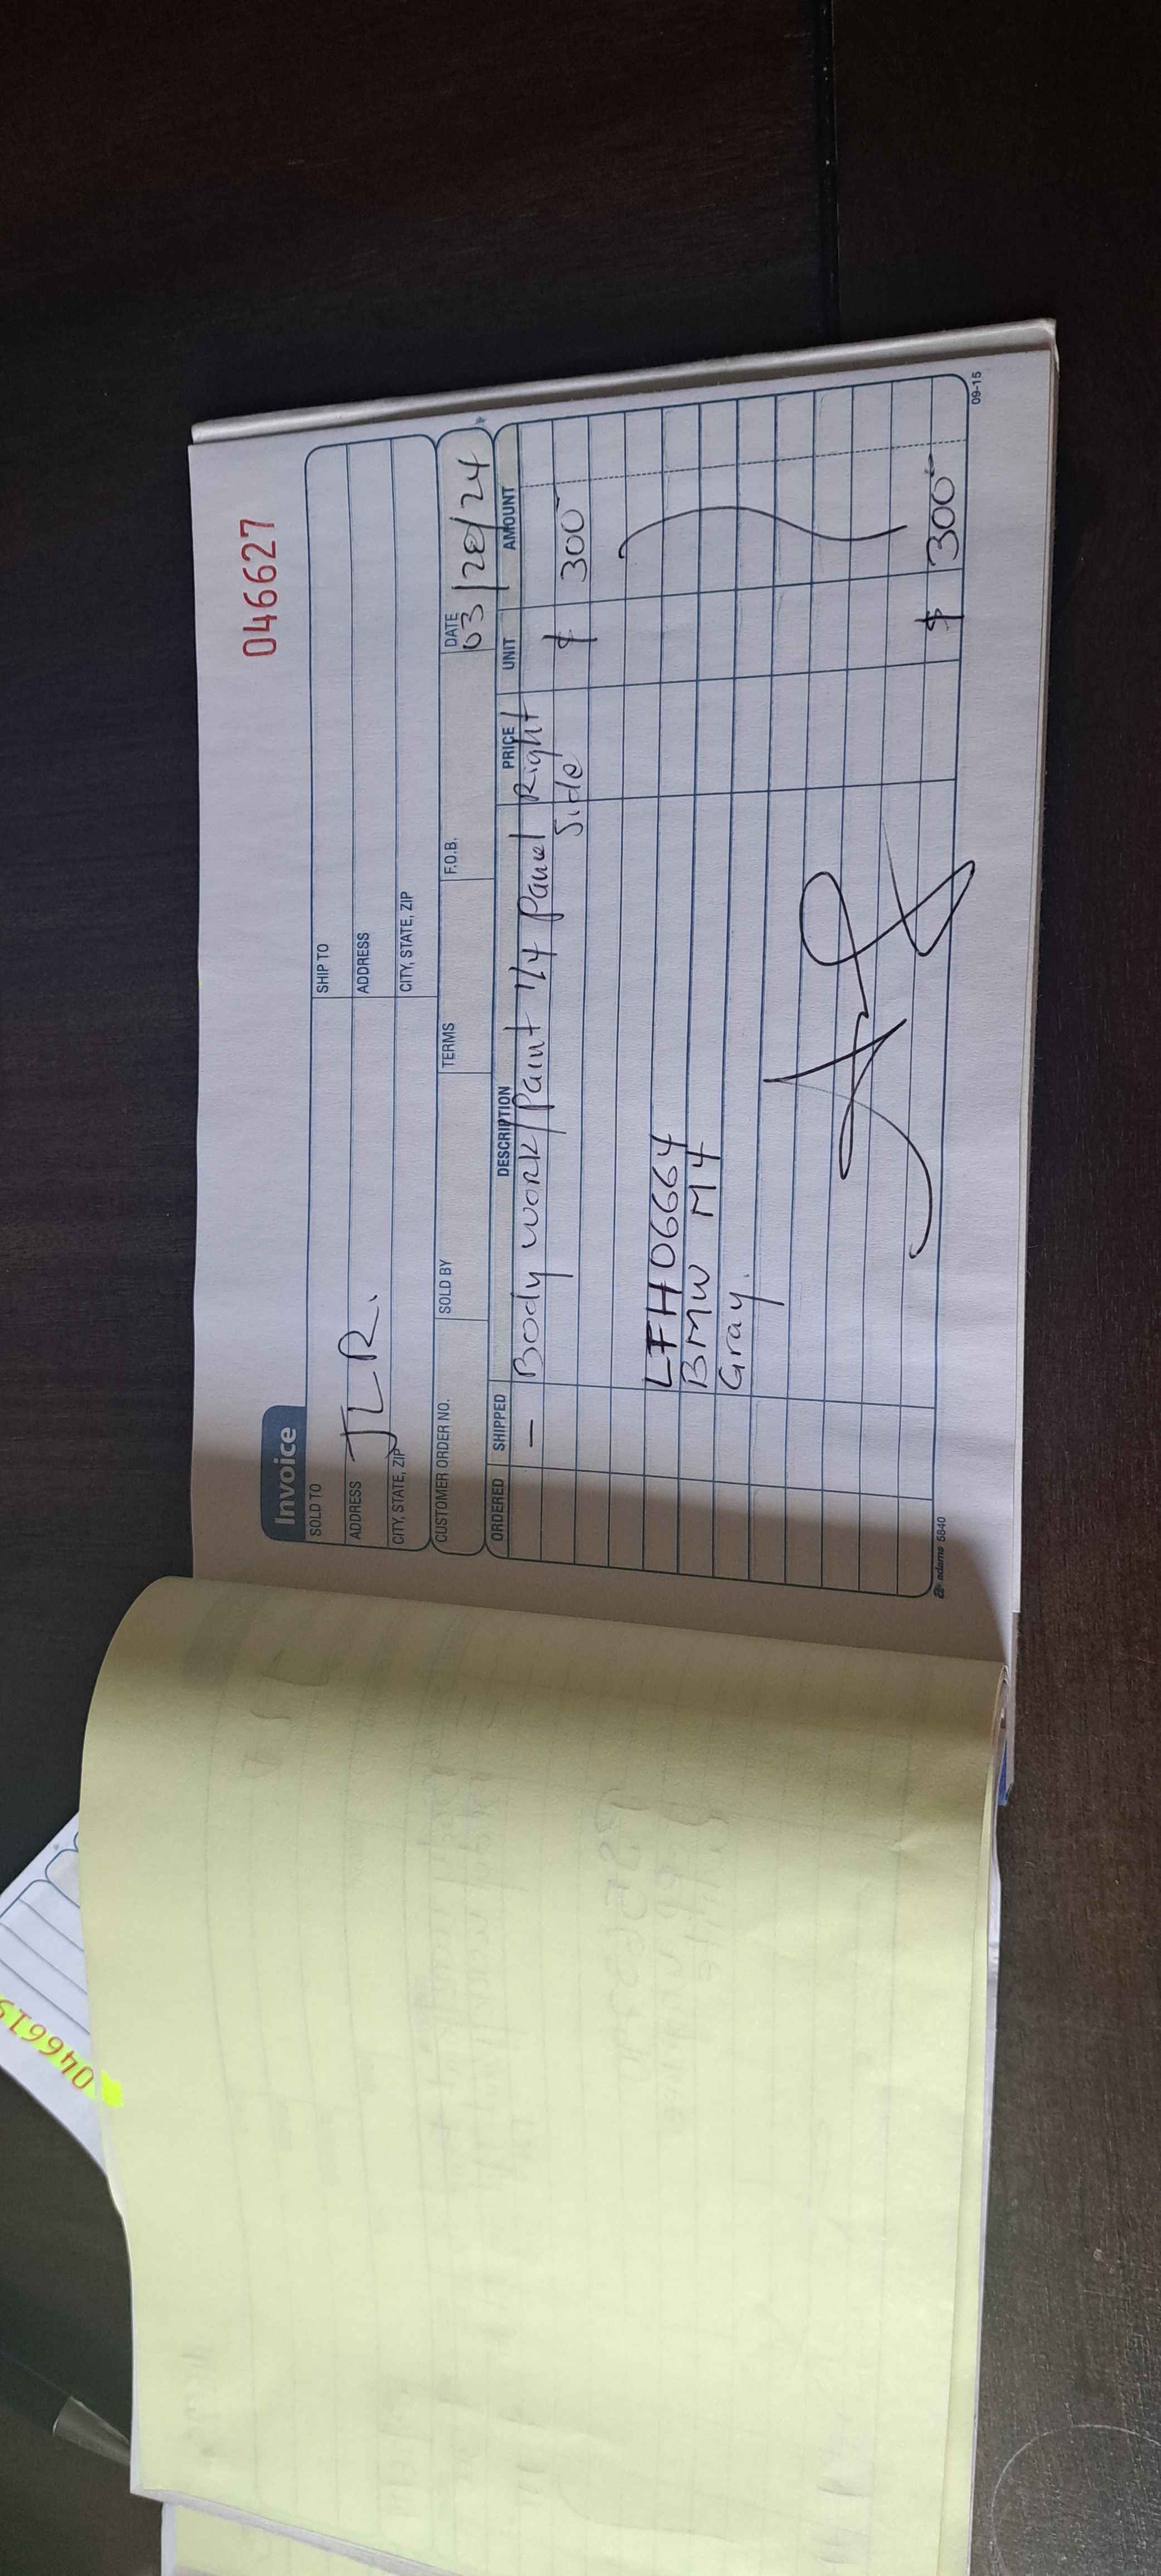 046627
Invoice
SOLD TO
SHIP TO
JLR.
ADDRESS
ADDRESS
CITY, STATE, ZIP
CITY, STATE, ZIP
CUSTOMER ORDER NO.
SOLD BY
TERMS
F.O.B.
DATE
03/28/24
ORDERED SHIPPED DESCRIPTION PRICE UNIT AMOUNT
— Body work/Paint 1/4 Panel Right
Side $ 300
LFH06664
BMW M4
Gray.
$ 300
adams 5840
09-15